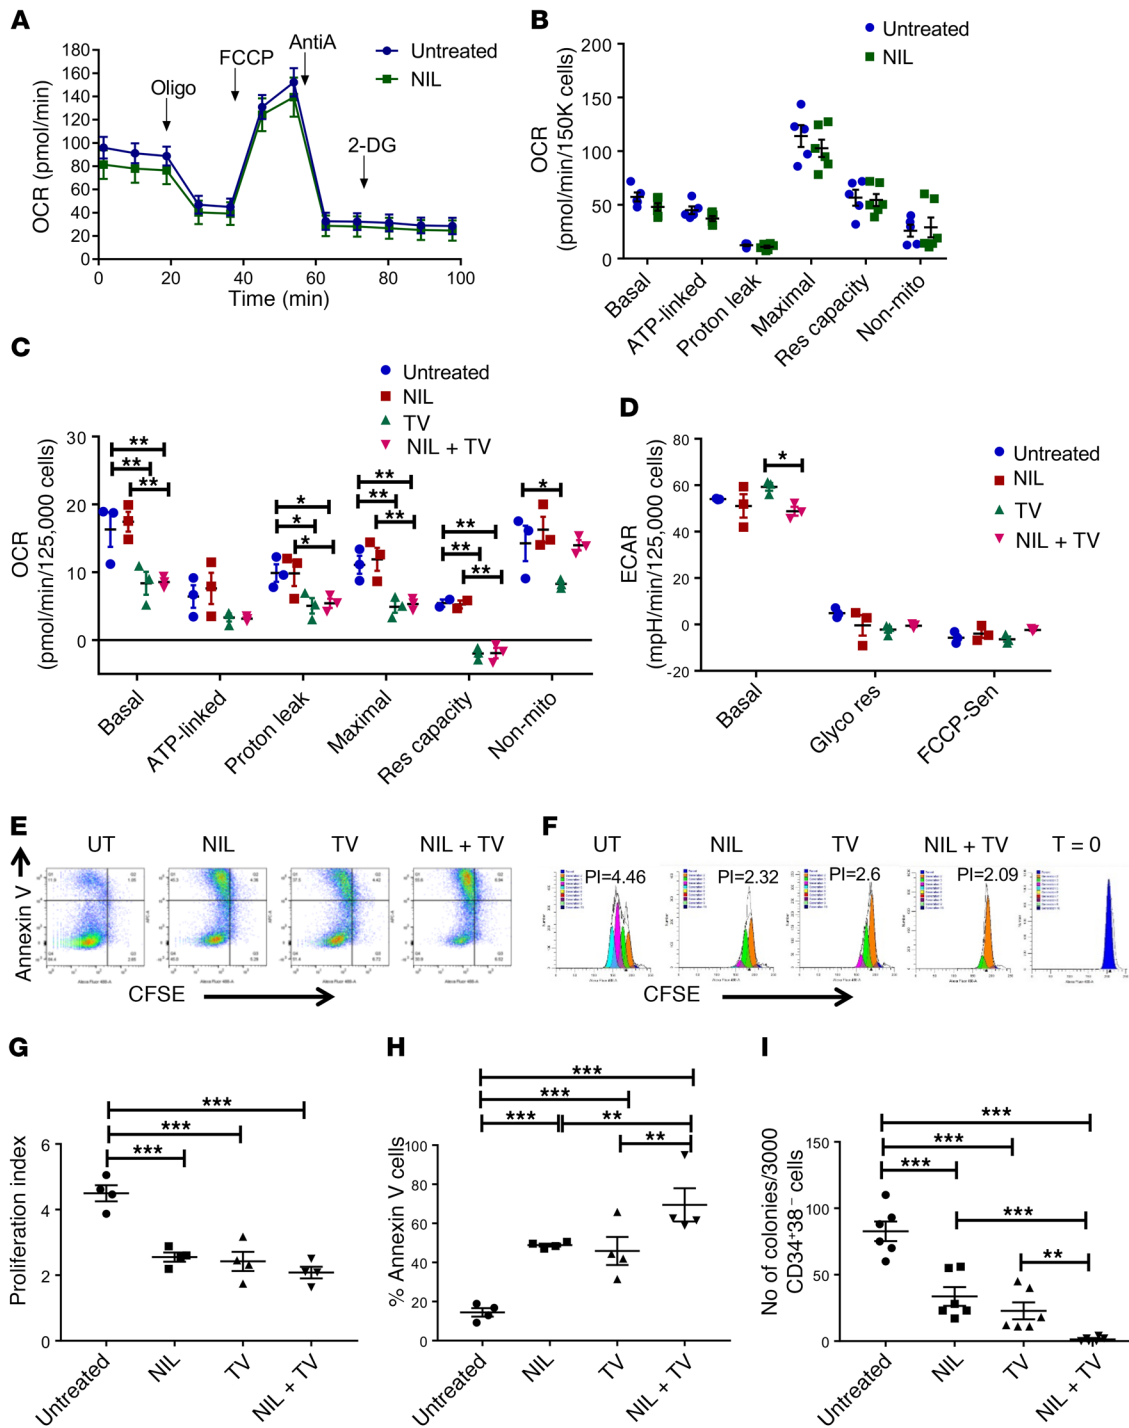 A
OCR (pmol/min)
180
160
140
120
100
80
60
40
20
0
0 20 40 60 80 100
Time (min)
Oligo
FCCP
AntiA
2-DG
Untreated
NIL
B
OCR
(pmol/min/150K cells)
200
150
100
50
0
Untreated
NIL
Basal
ATP-linked
Proton leak
Maximal
Res capacity
Non-mito
C
Untreated
NIL
TV
NIL + TV
OCR
(pmol/min/125,000 cells)
30
20
10
0
** ** **
* * *
** ** **
** ** **
*
Basal
ATP-linked
Proton leak
Maximal
Res capacity
Non-mito
D
ECAR
(mpH/min/125,000 cells)
80
60
40
20
0
-20
*
Untreated
NIL
TV
NIL + TV
Basal
Glyco res
FCCP-Sen
E
UT NIL TV NIL + TV
Annexin V
CFSE
F
UT NIL TV NIL + TV T = 0
PI=4.46 PI=2.32 PI=2.6 PI=2.09
CFSE
G
Proliferation index
6
4
2
0
***
***
***
Untreated
NIL
TV
NIL + TV
H
% Annexin V cells
100
80
60
40
20
0
***
***
*** **
**
Untreated
NIL
TV
NIL + TV
I
No of colonies/3000
CD34⁺38⁻ cells
150
100
50
0
***
***
***
***
**
Untreated
NIL
TV
NIL + TV